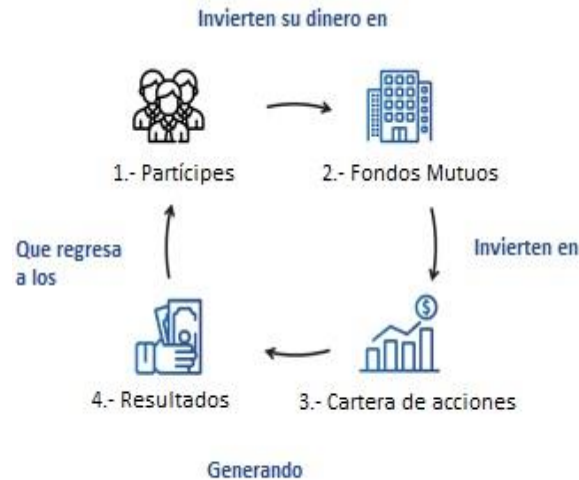 Invierten su dinero en
1.- Partícipes
2.- Fondos Mutuos
Que regresa
a los
Invierten en
$
4.- Resultados
3.- Cartera de acciones
Generando